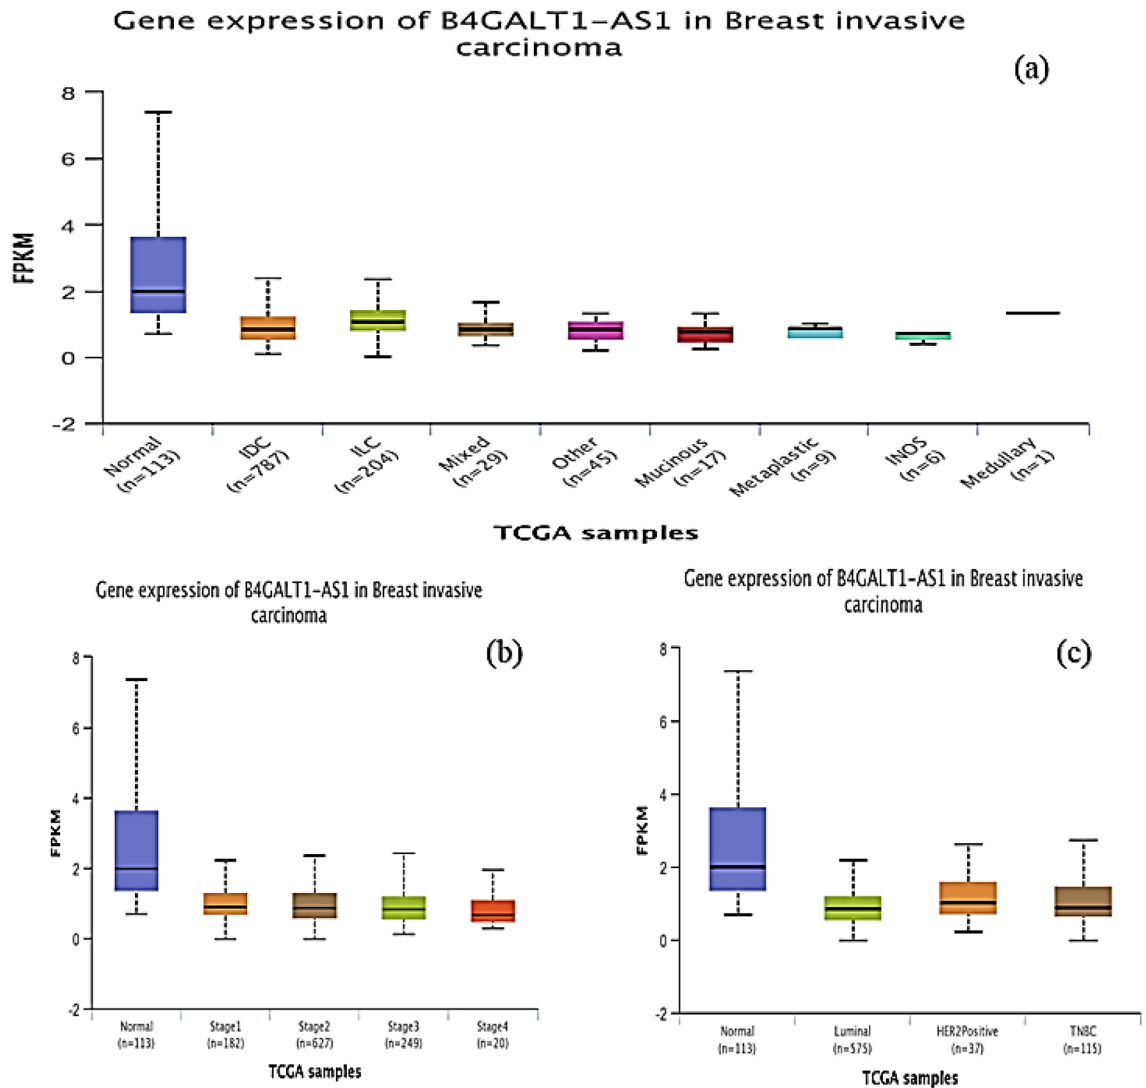 Gene expression of B4GALT1–AS1 in Breast invasive
carcinoma
(a)
8
6
4
2
0
-2
FPKM
Normal
(n=113)
IDC
(n=787)
ILC
(n=204)
Mixed
(n=29)
Other
(n=45)
Mucinous
(n=17)
Metaplastic
(n=9)
INOS
(n=6)
Medullary
(n=1)
TCGA samples
Gene expression of B4GALT1–AS1 in Breast invasive
carcinoma
(b)
8
6
4
2
0
-2
FPKM
Normal
(n=113)
Stage1
(n=182)
Stage2
(n=627)
Stage3
(n=249)
Stage4
(n=20)
TCGA samples
Gene expression of B4GALT1–AS1 in Breast invasive
carcinoma
(c)
8
6
4
2
0
-2
FPKM
Normal
(n=113)
Luminal
(n=575)
HER2Positive
(n=37)
TNBC
(n=115)
TCGA samples